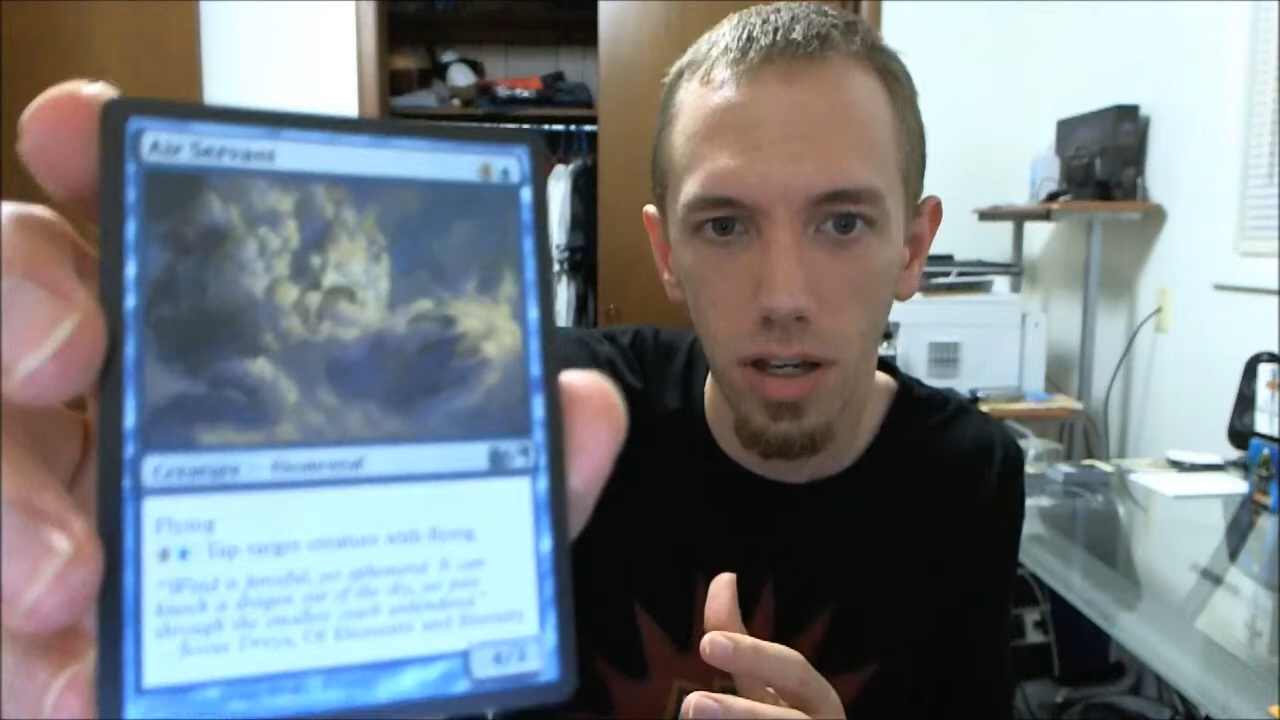 Air Servant
Creature — Elemental
Flying
: Tap target creature with flying.
"Wind is forceful, yet ephemeral. It can
knock a dragon out of the sky, yet pass
through the smallest crack unhindered."
—Jestus Dreya, Of Elements and Eternity
4/3